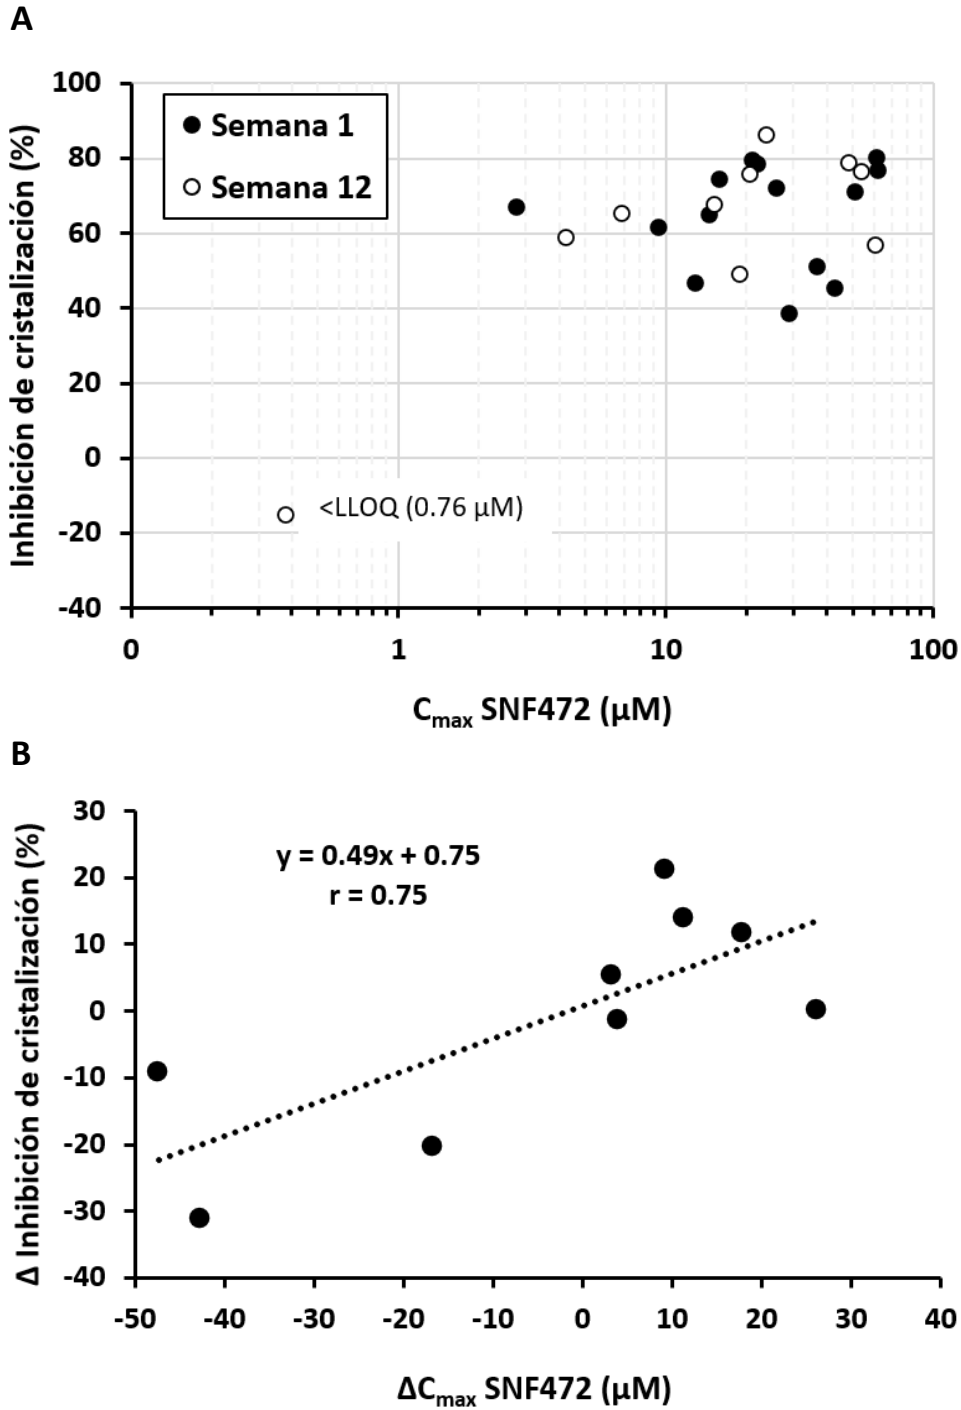 A
Inhibición de cristalización (%)
100
80
60
40
20
0
-20
-40
Semana 1
Semana 12
<LLOQ (0.76 µM)
0 1 10 100
Cmax SNF472 (µM)
B
Δ Inhibición de cristalización (%)
30
20
10
0
-10
-20
-30
-40
y = 0.49x + 0.75
r = 0.75
-50 -40 -30 -20 -10 0 10 20 30 40
ΔCmax SNF472 (µM)